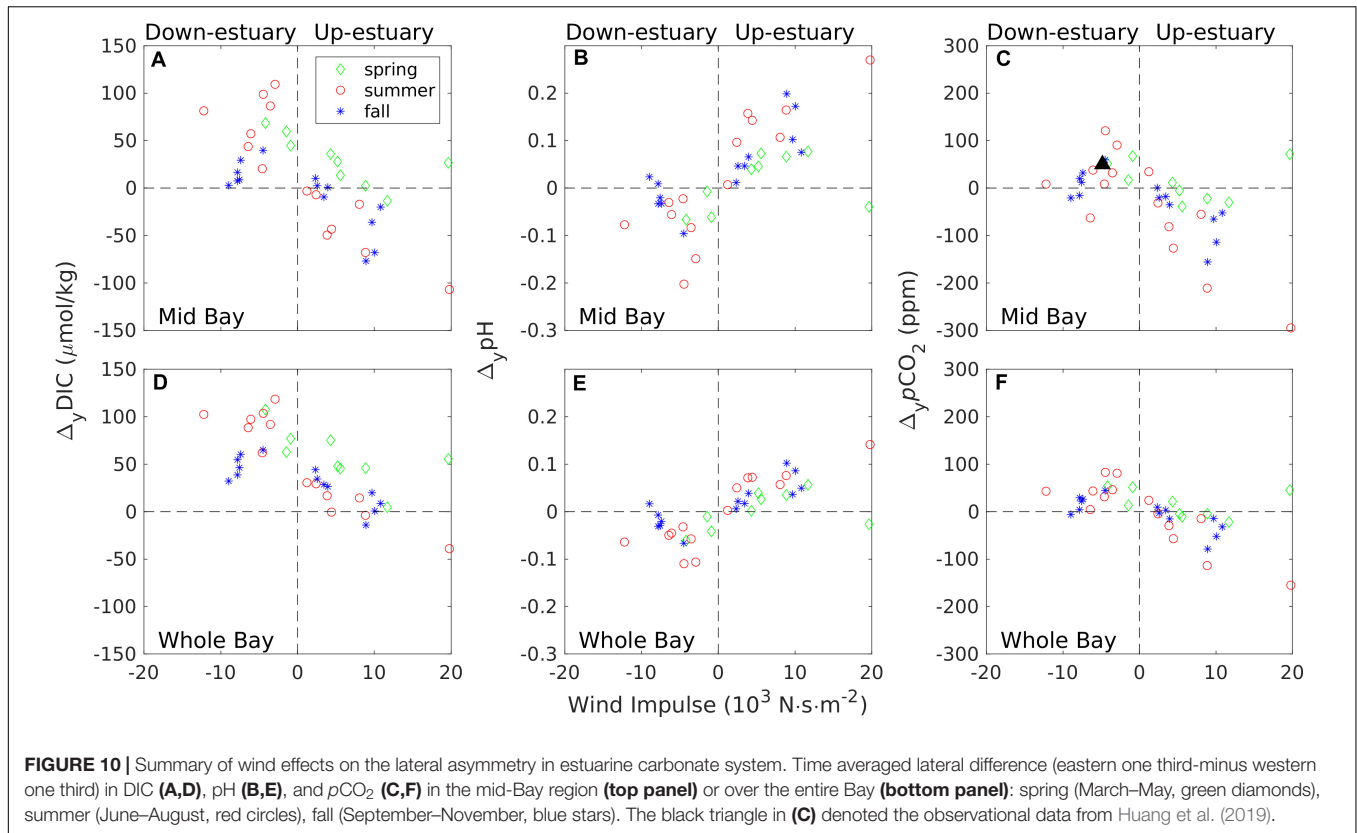 Down-estuary Up-estuary
Down-estuary Up-estuary
Down-estuary Up-estuary
A
spring
summer
fall
150
100
50
0
-50
-100
-150
Mid Bay
B
0.2
0.1
0
-0.1
-0.2
-0.3
Mid Bay
C
300
200
100
0
-100
-200
-300
Mid Bay
ΔyDIC (μmol/kg)
ΔypH
ΔypCO2 (ppm)
D
150
100
50
0
-50
-100
-150
Whole Bay
-20 -10 0 10 20
E
0.2
0.1
0
-0.1
-0.2
-0.3
Whole Bay
-20 -10 0 10 20
F
300
200
100
0
-100
-200
-300
Whole Bay
-20 -10 0 10 20
Wind Impulse (10³ N·s·m⁻²)
FIGURE 10 | Summary of wind effects on the lateral asymmetry in estuarine carbonate system. Time averaged lateral difference (eastern one third-minus western
one third) in DIC (A,D), pH (B,E), and pCO2 (C,F) in the mid-Bay region (top panel) or over the entire Bay (bottom panel): spring (March–May, green diamonds),
summer (June–August, red circles), fall (September–November, blue stars). The black triangle in (C) denoted the observational data from Huang et al. (2019).